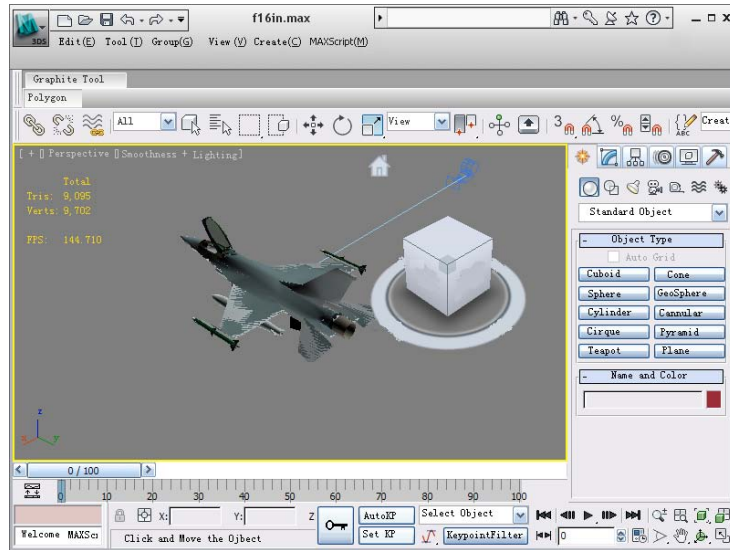 f16in.max
3DS
Edit(E) Tool(T) Group(G) View(V) Create(C) MAXScript(M)
Graphite Tool
Polygon
All
View
3
%
ABC
Creat
[ + [] Perspective []Smoothness + Lighting]
Total
Tris: 9,095
Verts: 9,702
FPS: 144.710
z
x
y
Standard Object
- Object Type
Auto Grid
Cuboid Cone
Sphere GeoSphere
Cylinder Cannular
Cirque Pyramid
Teapot Plane
- Name and Color
0 / 100
0 10 20 30 40 50 60 70 80 90 100
X: Y: Z
AutoKP Select Object
Welcome MAXSc: Click and Move the Ojbect
Set KP KeypointFilter 0